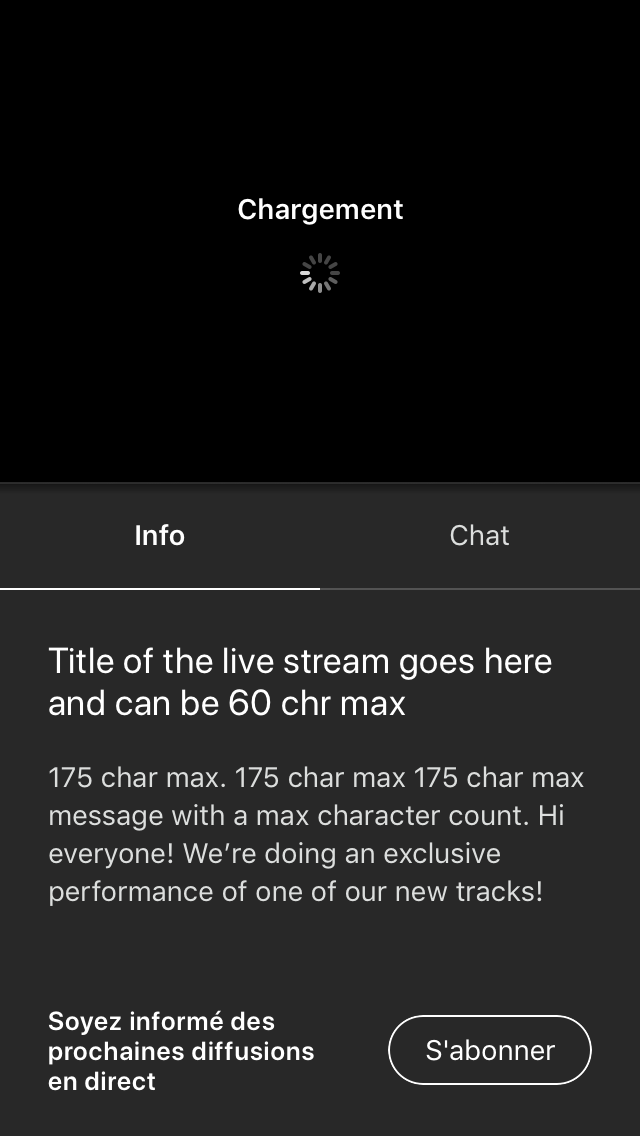 Chargement
Info
Chat
Title of the live stream goes here
and can be 60 chr max
175 char max. 175 char max 175 char max
message with a max character count. Hi
everyone! We’re doing an exclusive
performance of one of our new tracks!
Soyez informé des
prochaines diffusions
en direct
S'abonner